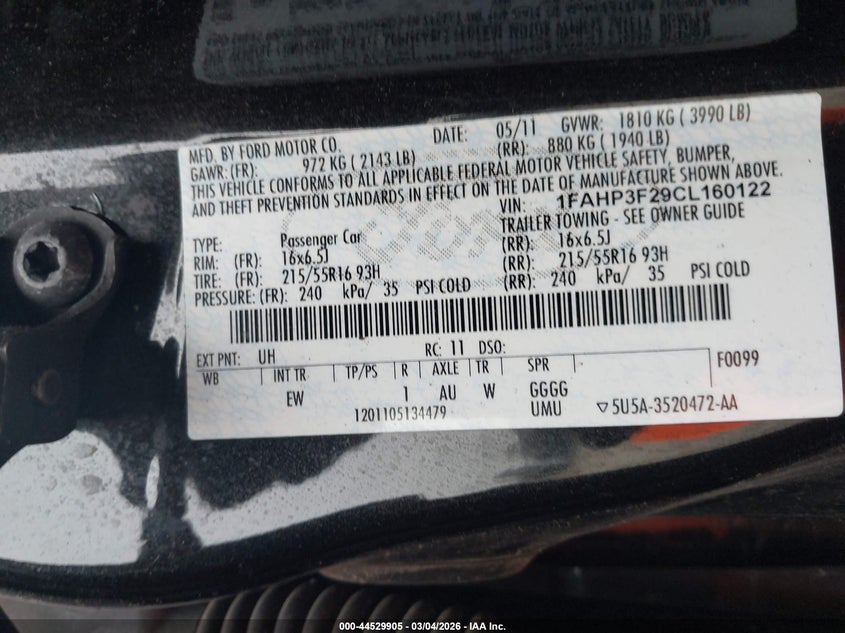 MFD. BY FORD MOTOR CO. DATE: 05/11 GVWR: 1810 KG ( 3990 LB)
GAWR: (FR): 972 KG ( 2143 LB) (RR): 880 KG ( 1940 LB)
THIS VEHICLE CONFORMS TO ALL APPLICABLE FEDERAL MOTOR VEHICLE SAFETY, BUMPER,
AND THEFT PREVENTION STANDARDS IN EFFECT ON THE DATE OF MANUFACTURE SHOWN ABOVE.
VIN: 1FAHP3F29CL160122
TYPE: Passenger Car TRAILER TOWING - SEE OWNER GUIDE
RIM: (FR): 16x6.5J (RR): 16x6.5J
TIRE: (FR): 215/55R16 93H (RR): 215/55R16 93H
PRESSURE: (FR): 240 kPa/ 35 PSI COLD (RR): 240 kPa/ 35 PSI COLD
EXT PNT: UH RC: 11 DSO:
WB INT TR TP/PS R AXLE TR SPR F0099
EW 1 AU W GGGG
1201105134479 UMU ▽5U5A-3520472-AA
000-44529905 - 03/04/2026 - IAA Inc.